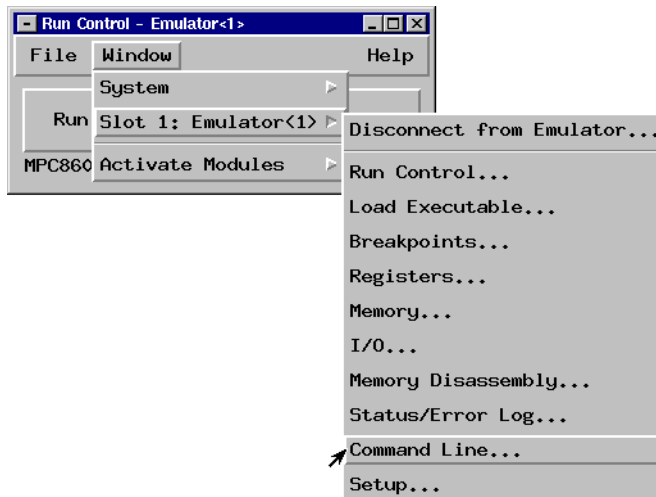 Run Control - Emulator<1>
File Window Help
System
Run Slot 1: Emulator<1>
MPC860 Activate Modules
Disconnect from Emulator...
Run Control...
Load Executable...
Breakpoints...
Registers...
Memory...
I/O...
Memory Disassembly...
Status/Error Log...
Command Line...
Setup...